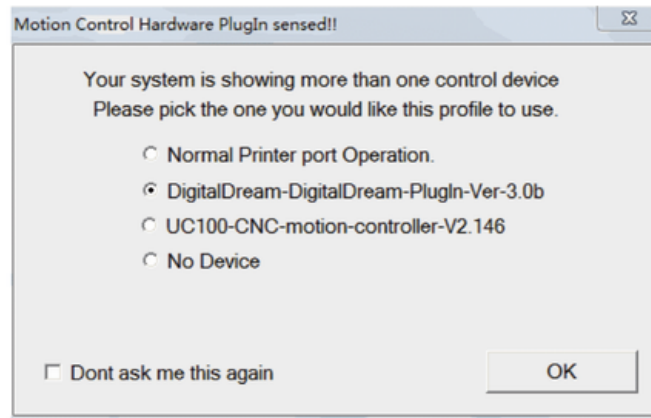 Motion Control Hardware PlugIn sensed!!
Your system is showing more than one control device
Please pick the one you would like this profile to use.
Normal Printer port Operation.
DigitalDream-DigitalDream-PlugIn-Ver-3.0b
UC100-CNC-motion-controller-V2.146
No Device
Dont ask me this again
OK